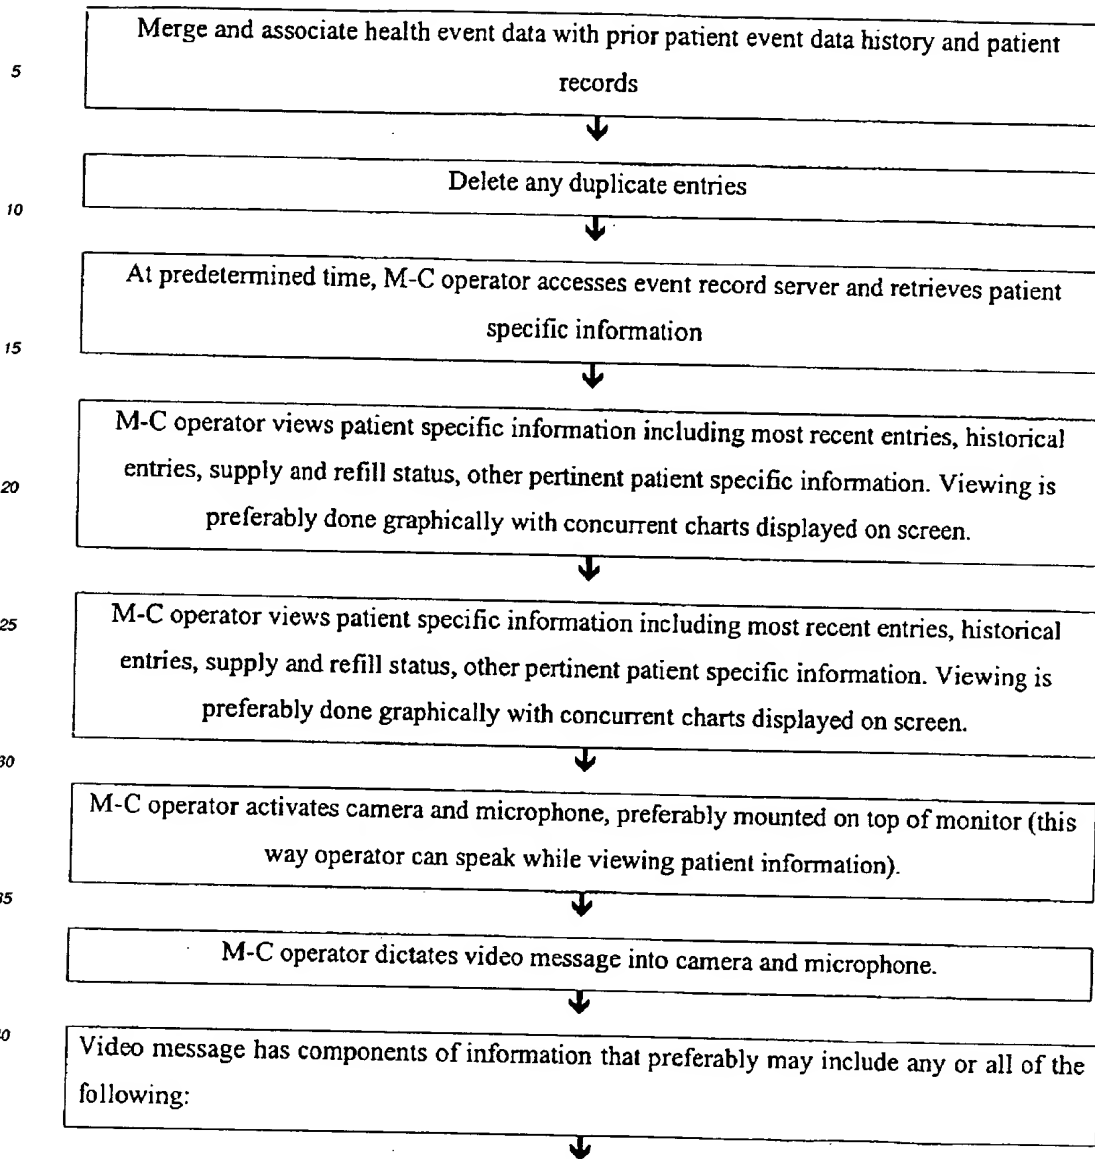 Merge and associate health event data with prior patient event data history and patient
5
records
Delete any duplicate entries
10
At predetermined time, M-C operator accesses event record server and retrieves patient
specific information
15
M-C operator views patient specific information including most recent entries, historical
entries, supply and refill status, other pertinent patient specific information. Viewing is
20
preferably done graphically with concurrent charts displayed on screen.
M-C operator views patient specific information including most recent entries, historical
25
entries, supply and refill status, other pertinent patient specific information. Viewing is
preferably done graphically with concurrent charts displayed on screen.
30
M-C operator activates camera and microphone, preferably mounted on top of monitor (this
way operator can speak while viewing patient information).
35
M-C operator dictates video message into camera and microphone.
40
Video message has components of information that preferably may include any or all of the
following: